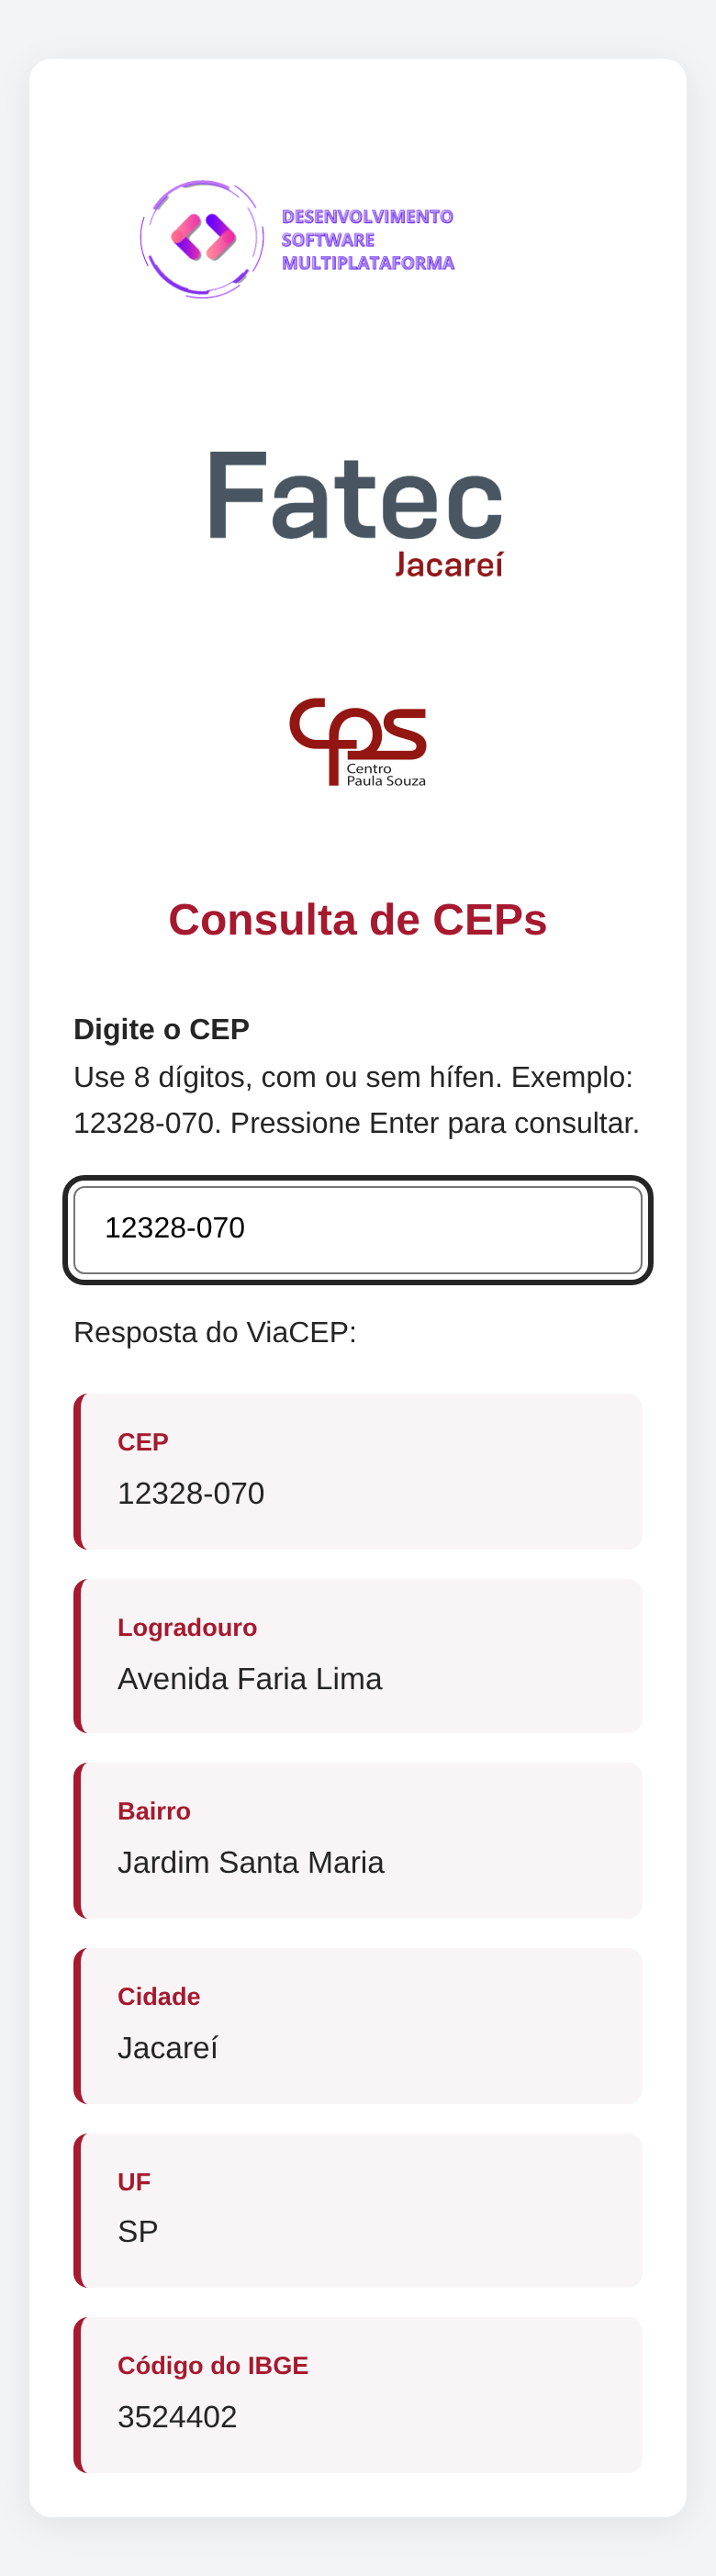 DESENVOLVIMENTO
SOFTWARE
MULTIPLATAFORMA
Fatec
Jacareí
cps
Centro
Paula Souza
Consulta de CEPs
Digite o CEP
Use 8 dígitos, com ou sem hífen. Exemplo:
12328-070. Pressione Enter para consultar.
12328-070
Resposta do ViaCEP:
CEP
12328-070
Logradouro
Avenida Faria Lima
Bairro
Jardim Santa Maria
Cidade
Jacareí
UF
SP
Código do IBGE
3524402